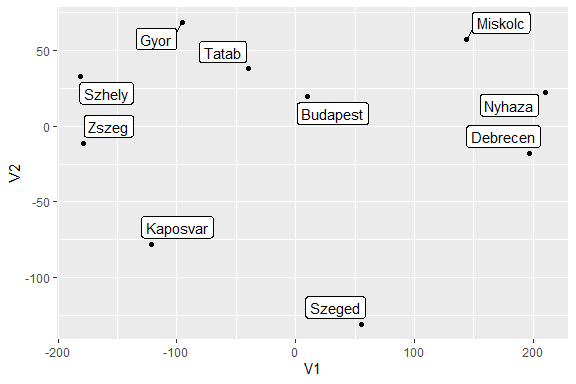 Miskolc
Gyor
50
Tatab
Szhely
Nyhaza
Budapest
Zszeg
0
Debrecen
V2
-50
Kaposvar
-100
Szeged
-200
-100
0
100
200
V1